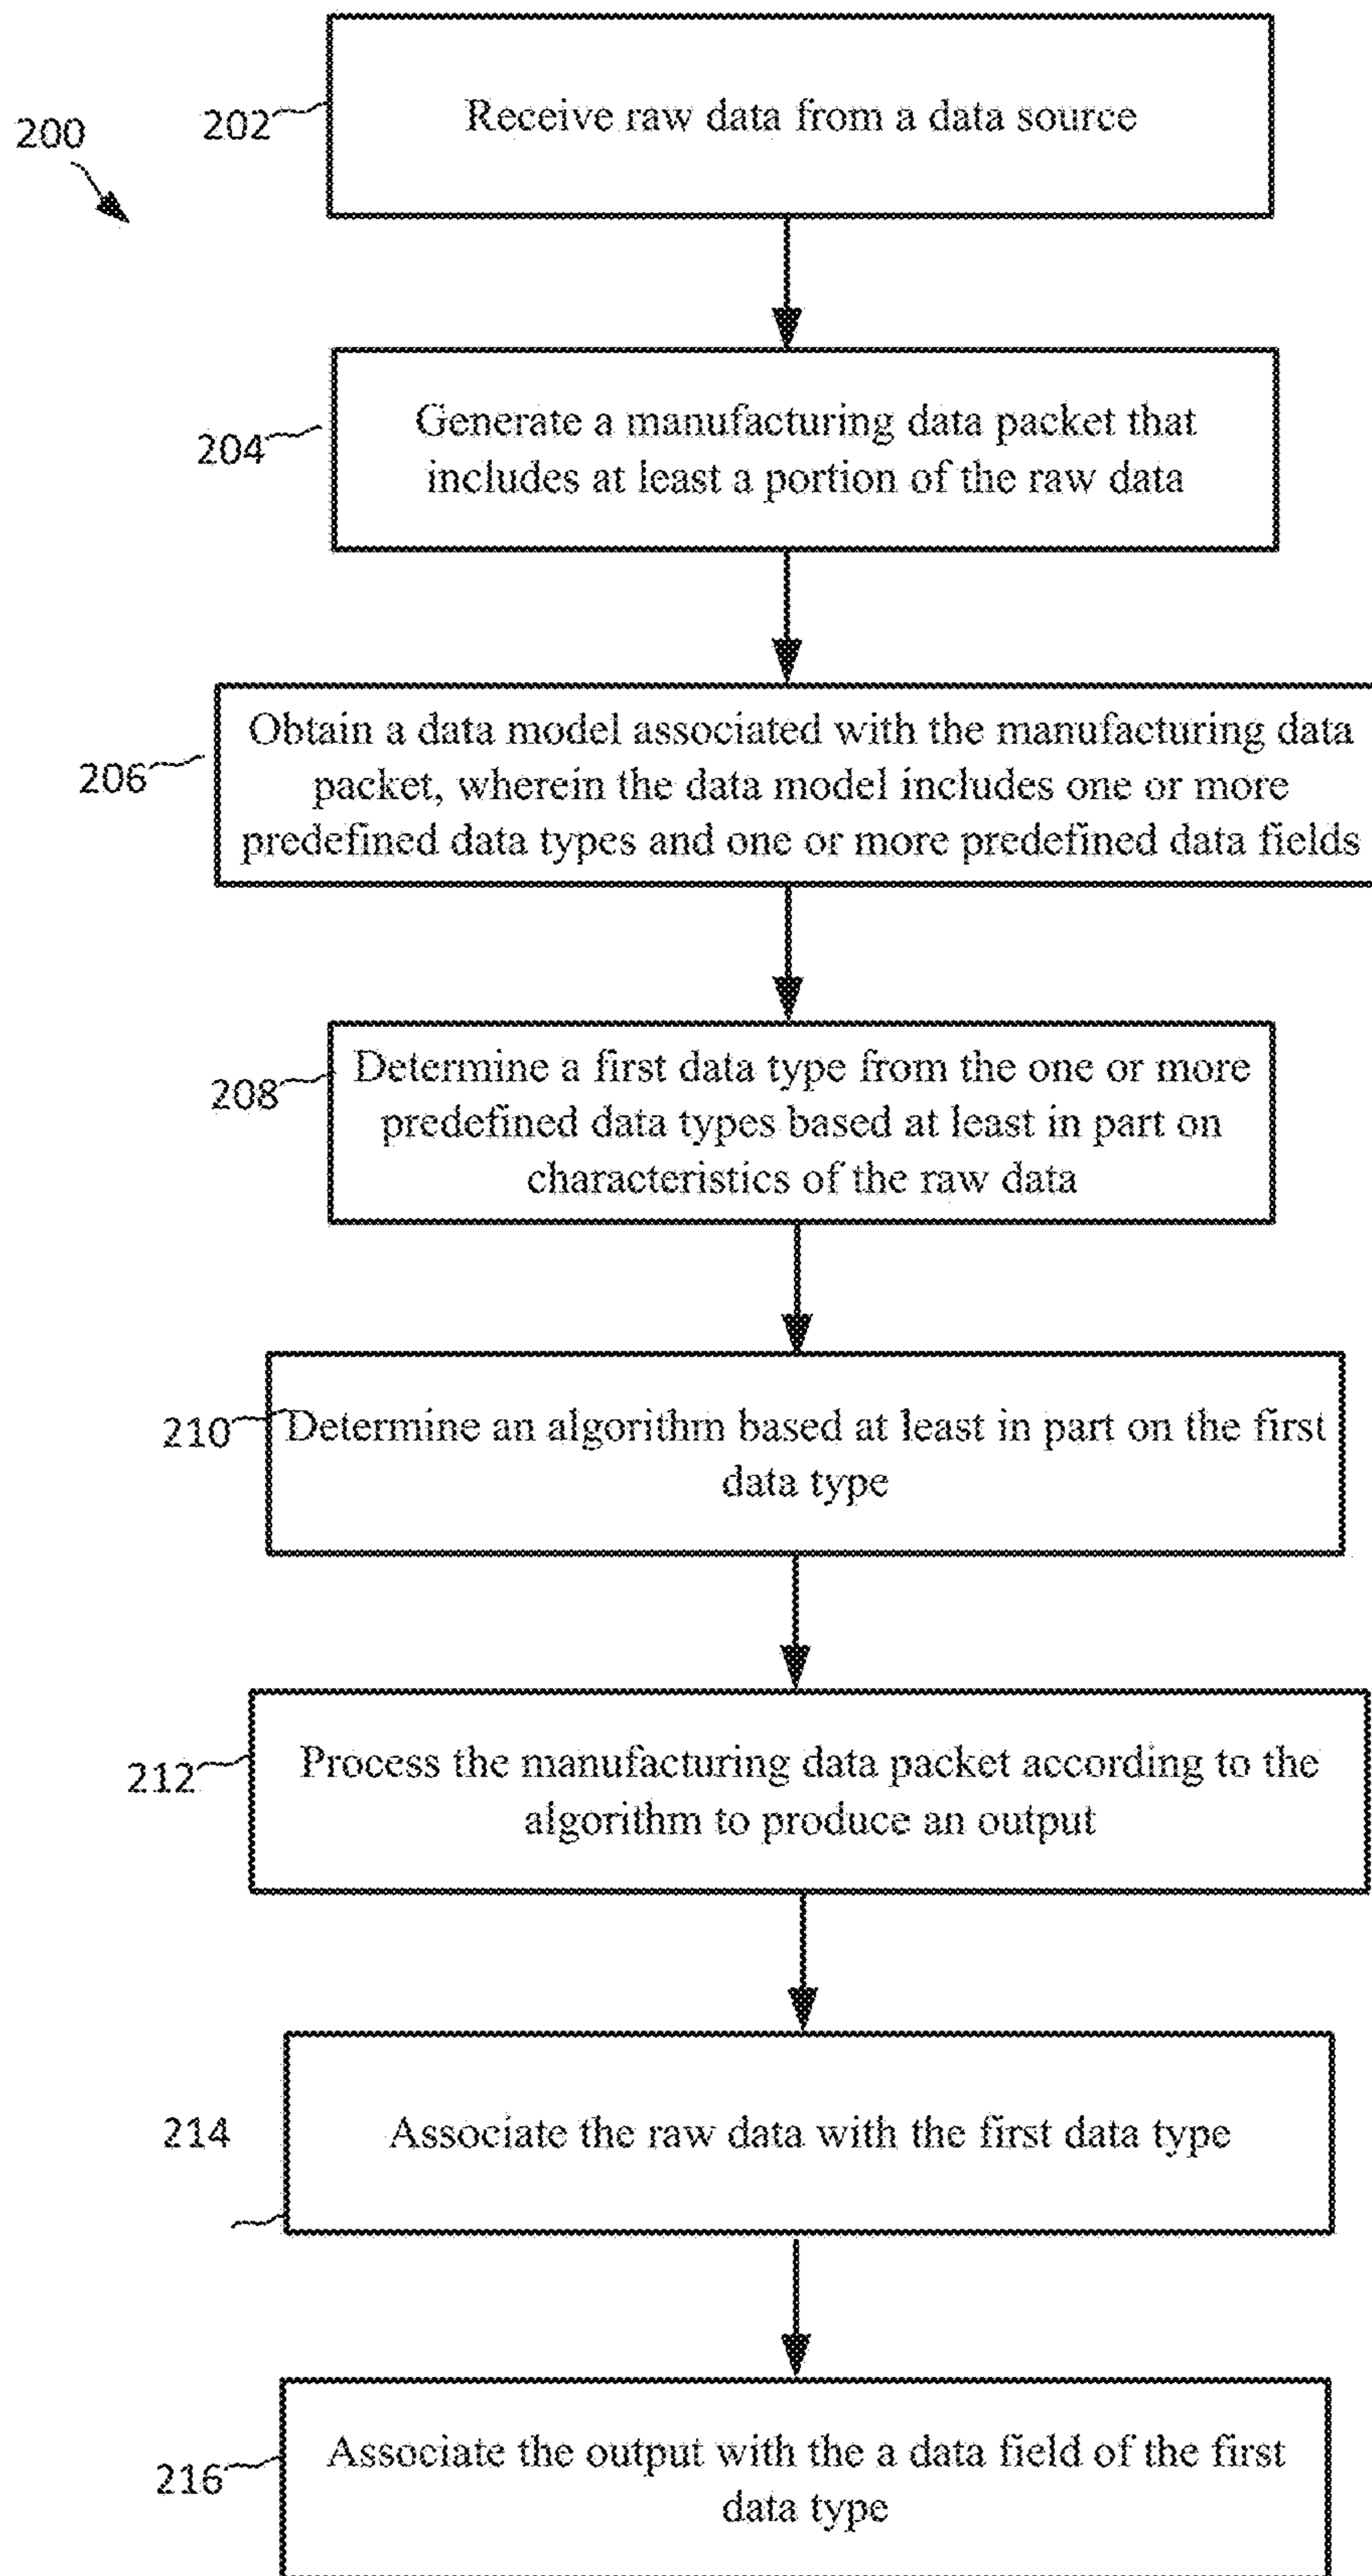 200
202
Receive raw data from a data source
204
Generate a manufacturing data packet that
includes at least a portion of the raw data
206
Obtain a data model associated with the manufacturing data
packet, wherein the data model includes one or more
predefined data types and one or more predefined data fields
208
Determine a first data type from the one or more
predefined data types based at least in part on
characteristics of the raw data
210
Determine an algorithm based at least in part on the first
data type
212
Process the manufacturing data packet according to the
algorithm to produce an output
214
Associate the raw data with the first data type
216
Associate the output with the a data field of the first
data type